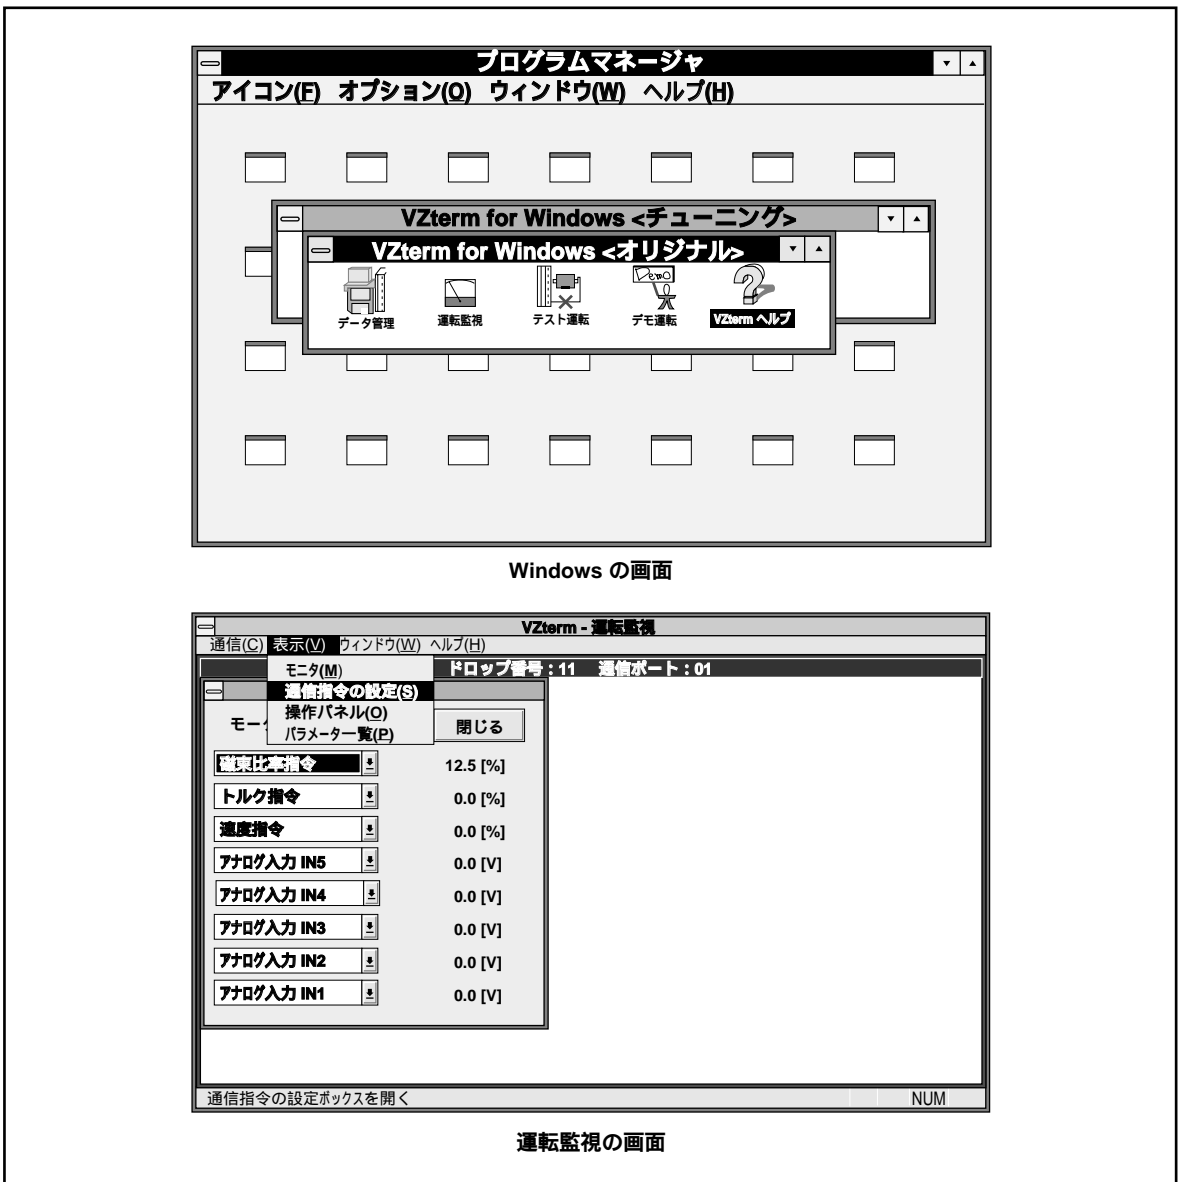 プログラムマネージャ
アイコン(F) オプション(O) ウィンドウ(W) ヘルプ(H)
VZterm for Windows <チューニング>
VZterm for Windows <オリジナル>
Demo
データ管理 運転監視 テスト運転 デモ運転 VZterm ヘルプ
Windows の画面
VZterm - 運転監視
通信(C) 表示(V) ウィンドウ(W) ヘルプ(H)
ドロップ番号 : 11 通信ポート : 01
モニタ(M)
通信指令の設定(S)
操作パネル(O)
パラメータ一覧(P)
モータ 閉じる
磁束比率指令 12.5 [%]
トルク指令 0.0 [%]
速度指令 0.0 [%]
アナログ入力 IN5 0.0 [V]
アナログ入力 IN4 0.0 [V]
アナログ入力 IN3 0.0 [V]
アナログ入力 IN2 0.0 [V]
アナログ入力 IN1 0.0 [V]
通信指令の設定ボックスを開く NUM
運転監視の画面